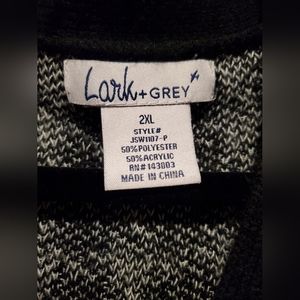 Lark + GREY
2XL
STYLE#
JSW1107-P
50%POLYESTER
50%ACRYLIC
RN#143003
MADE IN CHINA